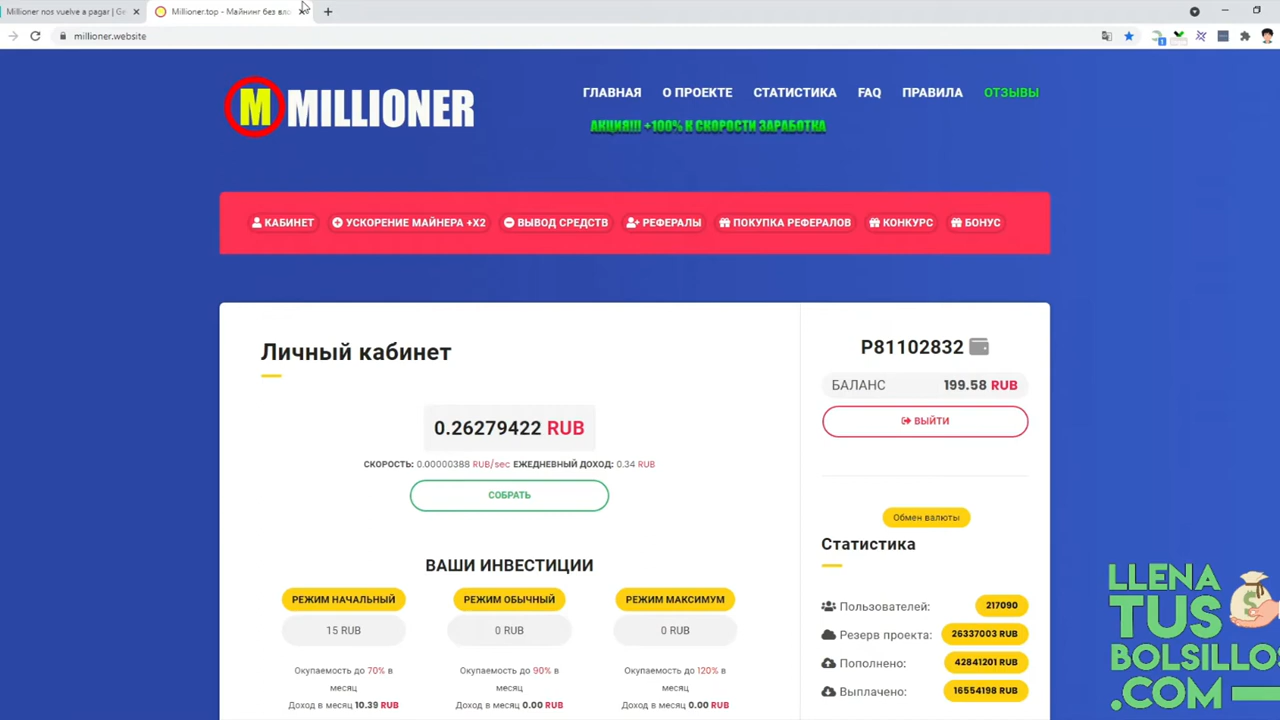 Millioner nos vuelve a pagar | Ge
Millioner.top - Майнинг без вло
millioner.website
M MILLIONER
ГЛАВНАЯ О ПРОЕКТЕ СТАТИСТИКА FAQ ПРАВИЛА ОТЗЫВЫ
АКЦИЯ!!! +100% К СКОРОСТИ ЗАРАБОТКА
КАБИНЕТ УСКОРЕНИЕ МАЙНЕРА +X2 ВЫВОД СРЕДСТВ РЕФЕРАЛЫ ПОКУПКА РЕФЕРАЛОВ КОНКУРС БОНУС
Личный кабинет
0.26279422 RUB
СКОРОСТЬ: 0.00000388 RUB/sec ЕЖЕДНЕВНЫЙ ДОХОД: 0.34 RUB
СОБРАТЬ
ВАШИ ИНВЕСТИЦИИ
РЕЖИМ НАЧАЛЬНЫЙ РЕЖИМ ОБЫЧНЫЙ РЕЖИМ МАКСИМУМ
15 RUB 0 RUB 0 RUB
Окупаемость до 70% в Окупаемость до 90% в Окупаемость до 120% в
месяц месяц месяц
Доход в месяц 10.39 RUB Доход в месяц 0.00 RUB Доход в месяц 0.00 RUB
P81102832
БАЛАНС 199.58 RUB
ВЫЙТИ
Обмен валюты
Статистика
Пользователей: 217090
Резерв проекта: 26337003 RUB
Пополнено: 42841201 RUB
Выплачено: 16554198 RUB
LLENA
TUS
BOLSILLOS
.COM